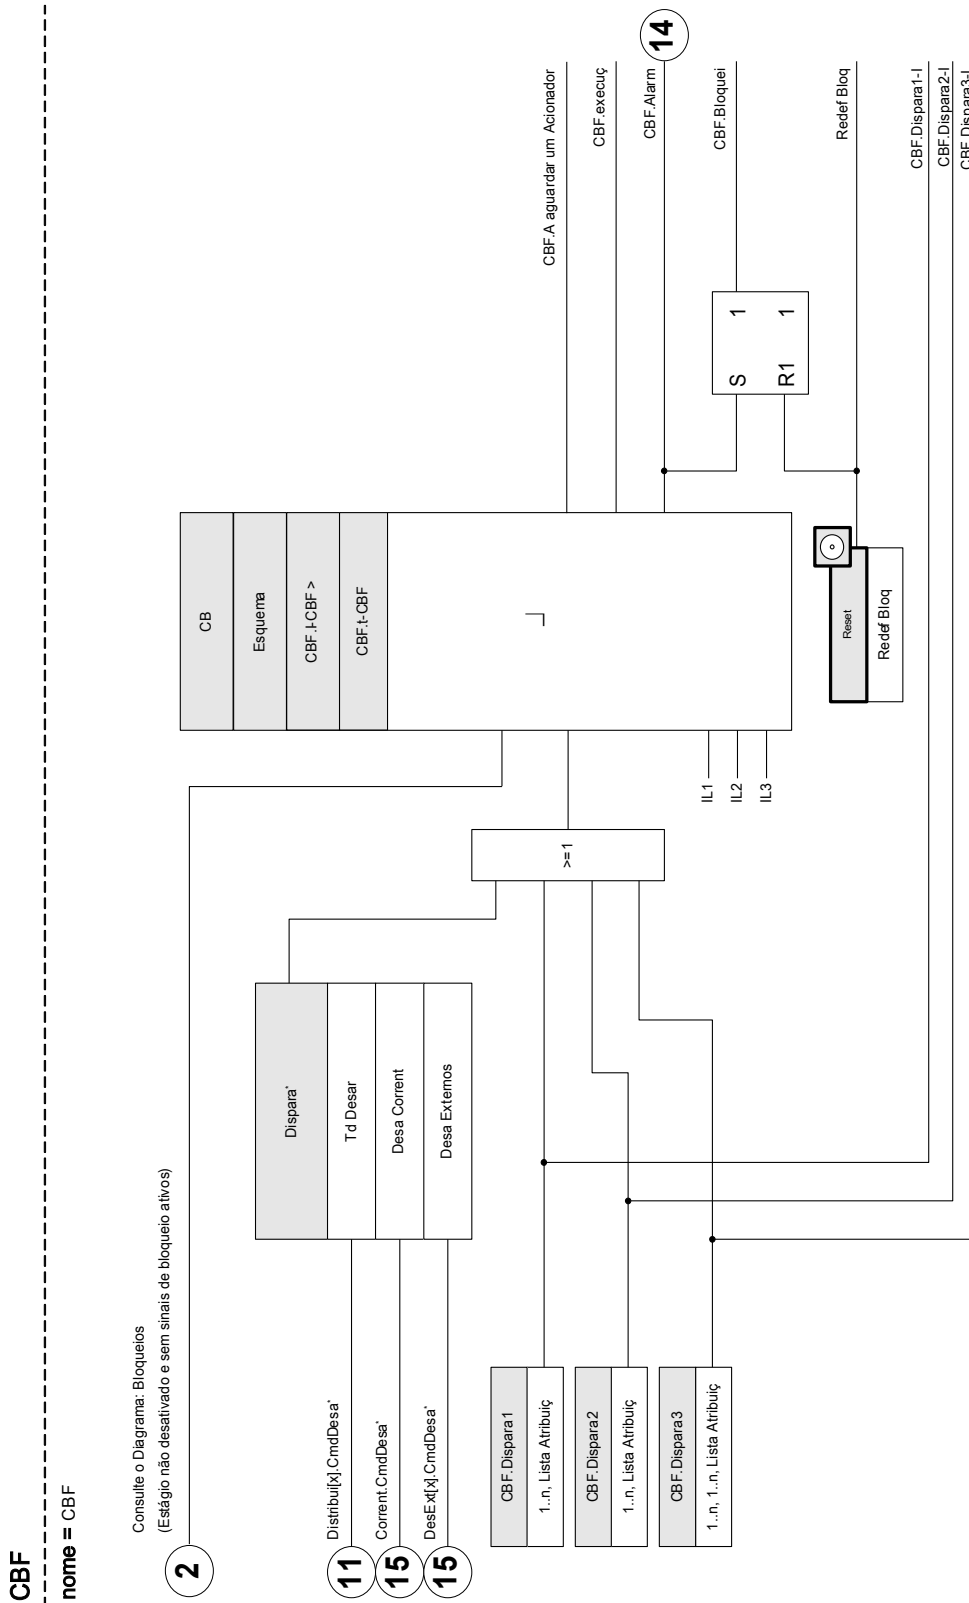 CBF
nome = CBF
2
Consulte o Diagrama: Bloqueios
(Estágio não desativado e sem sinais de bloqueio ativos)
CB
Esquema
CBF.I-CBF >
CBF.t-CBF
11
Distribui[x].CmdDesa*
15
Corrent.CmdDesa*
15
DesExt[x].CmdDesa*
Dispara*
Td Desar
Desa Corrent
Desa Externos
CBF.Dispara1
1..n, Lista Atribuiç
CBF.Dispara2
1..n, Lista Atribuiç
CBF.Dispara3
1..n, 1..n, Lista Atribuiç
>=1
IL1
IL2
IL3
CBF.A aguardar um Acionador
CBF.execuç
CBF.Alarm
14
S 1
R1 1
CBF.Bloquei
Reset
Redef Bloq
Redef Bloq
CBF.Dispara1-I
CBF.Dispara2-I
CBF.Dispara3-I